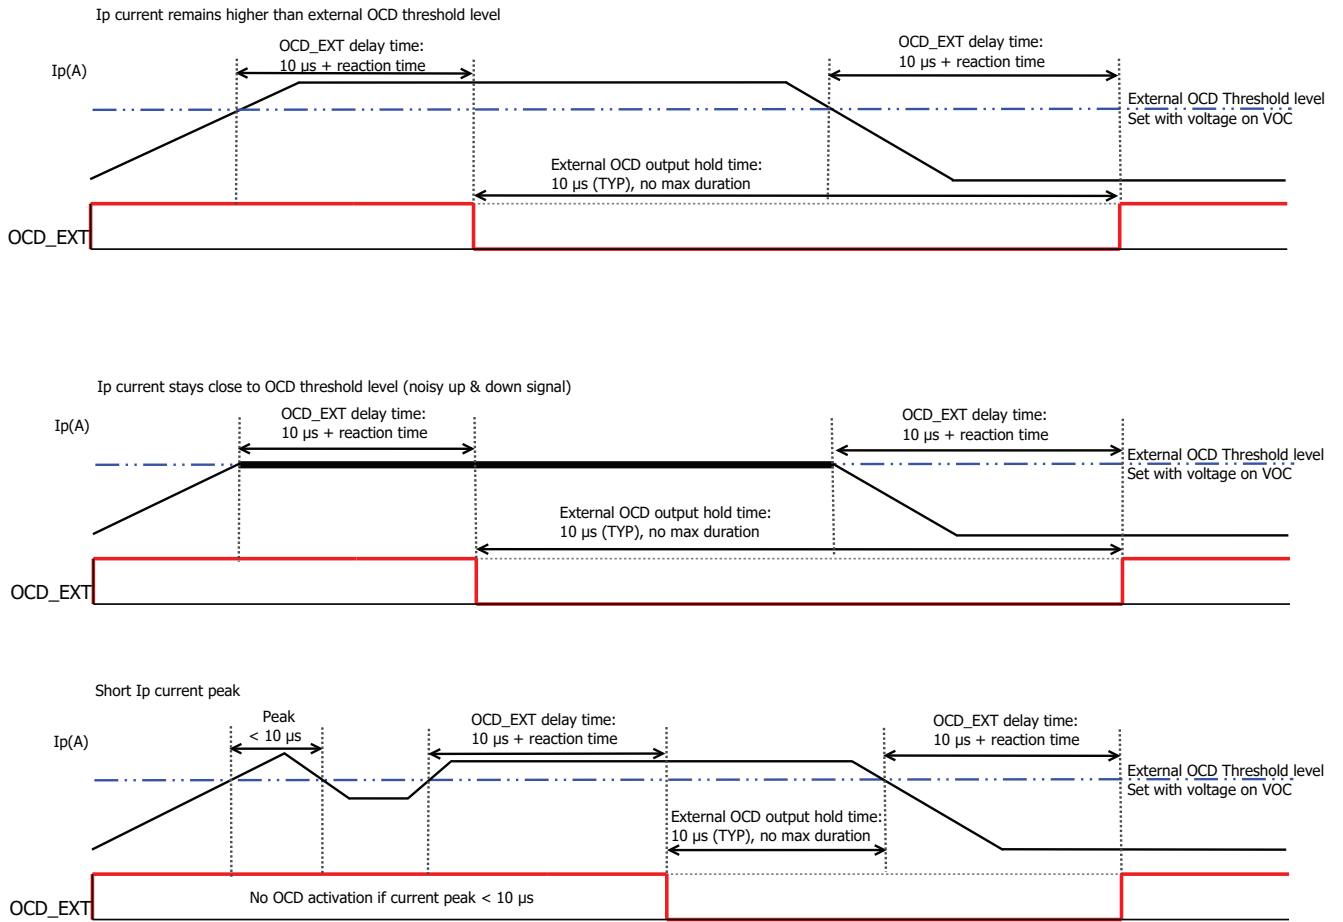 Ip current remains higher than external OCD threshold level
OCD_EXT delay time:
10 µs + reaction time
OCD_EXT delay time:
10 µs + reaction time
Ip(A)
External OCD Threshold level
Set with voltage on VOC
External OCD output hold time:
10 µs (TYP), no max duration
OCD_EXT
Ip current stays close to OCD threshold level (noisy up & down signal)
OCD_EXT delay time:
10 µs + reaction time
OCD_EXT delay time:
10 µs + reaction time
Ip(A)
External OCD Threshold level
Set with voltage on VOC
External OCD output hold time:
10 µs (TYP), no max duration
OCD_EXT
Short Ip current peak
Peak
< 10 µs
OCD_EXT delay time:
10 µs + reaction time
OCD_EXT delay time:
10 µs + reaction time
Ip(A)
External OCD Threshold level
Set with voltage on VOC
External OCD output hold time:
10 µs (TYP), no max duration
No OCD activation if current peak < 10 µs
OCD_EXT